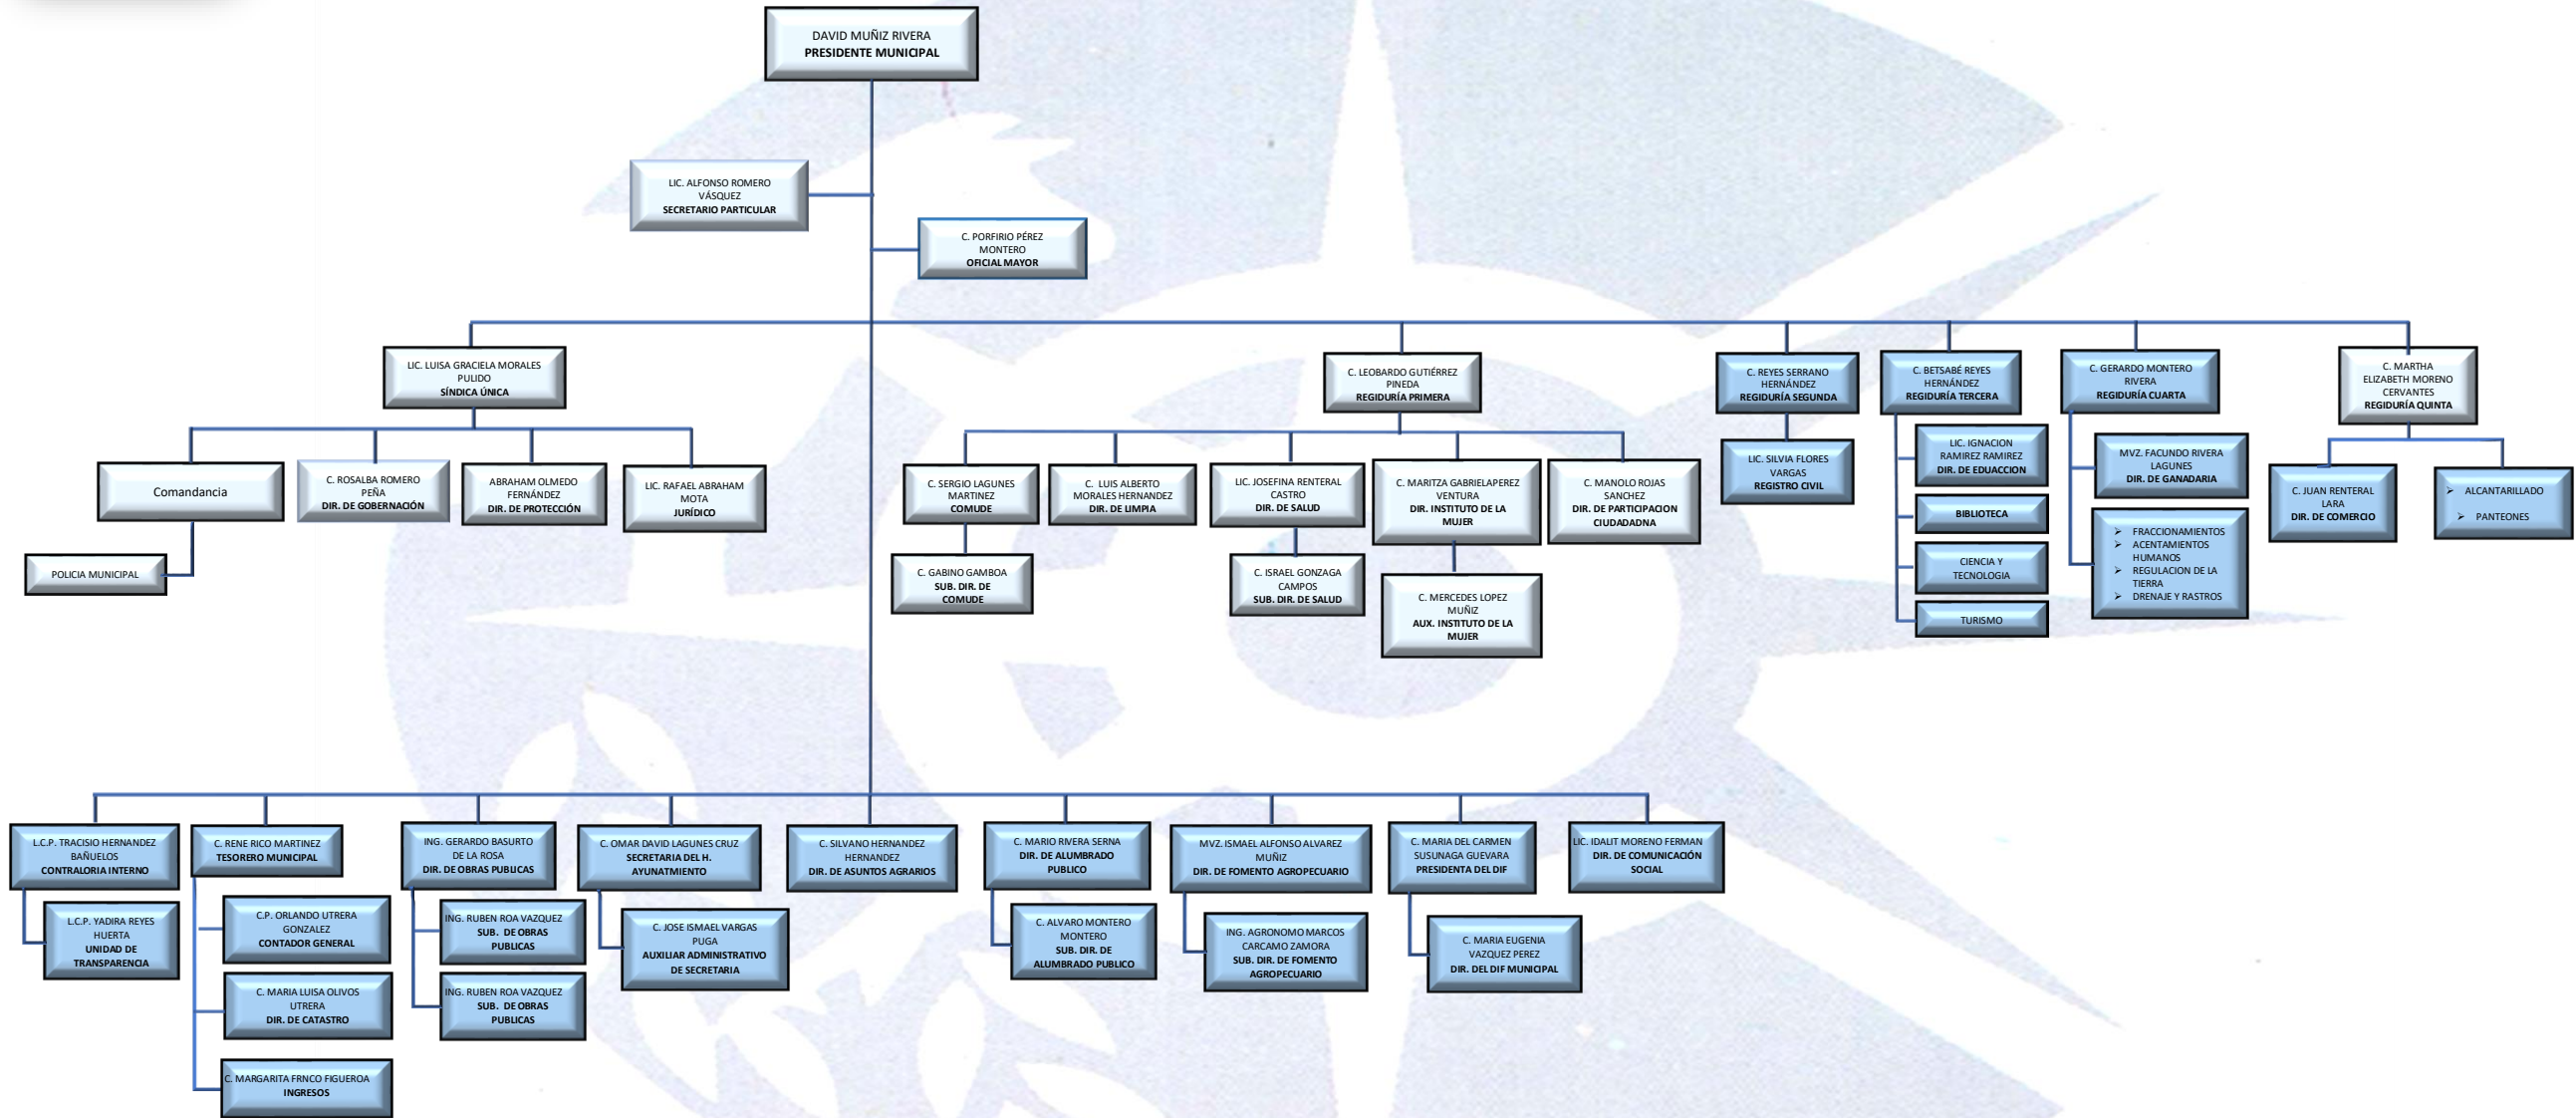 DAVID MUÑIZ RIVERA
PRESIDENTE MUNICIPAL
LIC. ALFONSO ROMERO
VÁSQUEZ
SECRETARIO PARTICULAR
C. PORFIRIO PÉREZ
MONTERO
OFICIAL MAYOR
LIC. LUISA GRACIELA MORALES
PULIDO
SÍNDICA ÚNICA
C. LEOBARDO GUTIÉRREZ
PINEDA
REGIDURÍA PRIMERA
C. REYES SERRANO
HERNÁNDEZ
REGIDURÍA SEGUNDA
C. BETSABÉ REYES
HERNÁNDEZ
REGIDURÍA TERCERA
C. GERARDO MONTERO
RIVERA
REGIDURÍA CUARTA
C. MARTHA
ELIZABETH MORENO
CERVANTES
REGIDURÍA QUINTA
Comandancia
C. ROSALBA ROMERO
PEÑA
DIR. DE GOBERNACIÓN
ABRAHAM OLMEDO
FERNÁNDEZ
DIR. DE PROTECCIÓN
LIC. RAFAEL ABRAHAM
MOTA
JURÍDICO
POLICIA MUNICIPAL
C. SERGIO LAGUNES
MARTINEZ
COMUDE
C. LUIS ALBERTO
MORALES HERNANDEZ
DIR. DE LIMPIA
LIC. JOSEFINA RENTERAL
CASTRO
DIR. DE SALUD
C. MARITZA GABRIELAPEREZ
VENTURA
DIR. INSTITUTO DE LA
MUJER
C. MANOLO ROJAS
SANCHEZ
DIR. DE PARTICIPACION
CIUDADADNA
C. GABINO GAMBOA
SUB. DIR. DE
COMUDE
C. ISRAEL GONZAGA
CAMPOS
SUB. DIR. DE SALUD
C. MERCEDES LOPEZ
MUÑIZ
AUX. INSTITUTO DE LA
MUJER
LIC. SILVIA FLORES
VARGAS
REGISTRO CIVIL
LIC. IGNACION
RAMIREZ RAMIREZ
DIR. DE EDUACCION
BIBLIOTECA
CIENCIA Y
TECNOLOGIA
TURISMO
MVZ. FACUNDO RIVERA
LAGUNES
DIR. DE GANADARIA
➢ FRACCIONAMIENTOS
➢ ACENTAMIENTOS
HUMANOS
➢ REGULACION DE LA
TIERRA
➢ DRENAJE Y RASTROS
C. JUAN RENTERAL
LARA
DIR. DE COMERCIO
➢ ALCANTARILLADO
➢ PANTEONES
L.C.P. TRACISIO HERNANDEZ
BAÑUELOS
CONTRALORIA INTERNO
C. RENE RICO MARTINEZ
TESORERO MUNICIPAL
ING. GERARDO BASURTO
DE LA ROSA
DIR. DE OBRAS PUBLICAS
C. OMAR DAVID LAGUNES CRUZ
SECRETARIA DEL H.
AYUNATMIENTO
C. SILVANO HERNANDEZ
HERNANDEZ
DIR. DE ASUNTOS AGRARIOS
C. MARIO RIVERA SERNA
DIR. DE ALUMBRADO
PUBLICO
MVZ. ISMAEL ALFONSO ALVAREZ
MUÑIZ
DIR. DE FOMENTO AGROPECUARIO
C. MARIA DEL CARMEN
SUSUNAGA GUEVARA
PRESIDENTA DEL DIF
LIC. IDALIT MORENO FERMAN
DIR. DE COMUNICACIÓN
SOCIAL
L.C.P. YADIRA REYES
HUERTA
UNIDAD DE
TRANSPARENCIA
C.P. ORLANDO UTRERA
GONZALEZ
CONTADOR GENERAL
C. MARIA LUISA OLIVOS
UTRERA
DIR. DE CATASTRO
C. MARGARITA FRNCO FIGUEROA
INGRESOS
ING. RUBEN ROA VAZQUEZ
SUB. DE OBRAS
PUBLICAS
ING. RUBEN ROA VAZQUEZ
SUB. DE OBRAS
PUBLICAS
C. JOSE ISMAEL VARGAS
PUGA
AUXILIAR ADMINISTRATIVO
DE SECRETARIA
C. ALVARO MONTERO
MONTERO
SUB. DIR. DE
ALUMBRADO PUBLICO
ING. AGRONOMO MARCOS
CARCAMO ZAMORA
SUB. DIR. DE FOMENTO
AGROPECUARIO
C. MARIA EUGENIA
VAZQUEZ PEREZ
DIR. DEL DIF MUNICIPAL